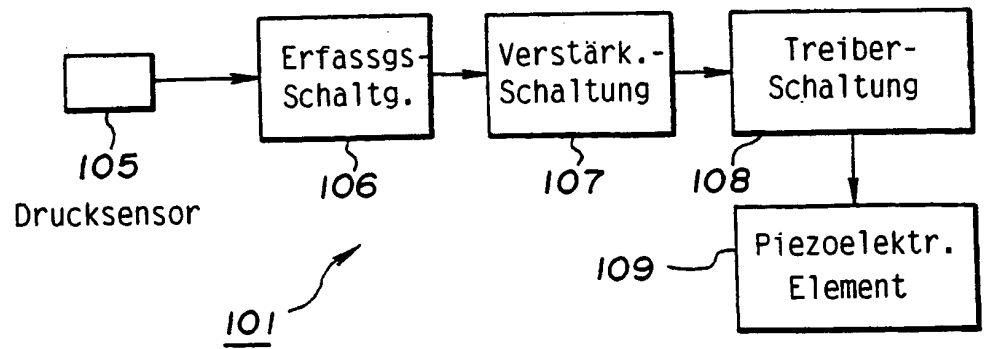 Erfassgs-
Schaltg.
Verstärk.-
Schaltung
Treiber-
Schaltung
105
106
107
108
Drucksensor
109
Piezoelektr.
Element
101